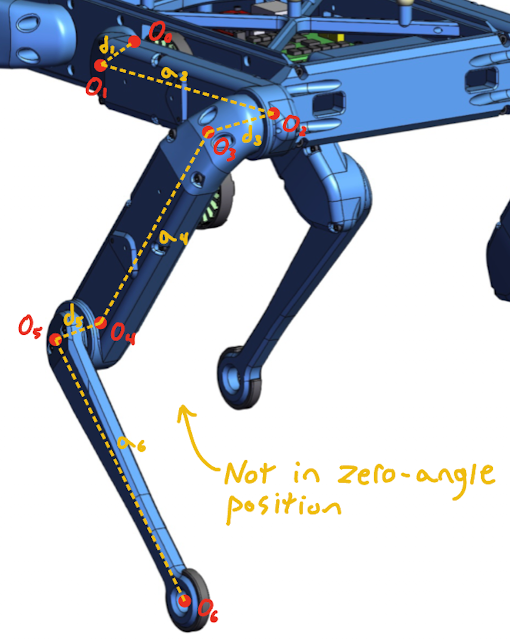 O₀
d₁
O₁
a₂
O₂
O₃
d₃
a₄
O₅
d₅
O₄
a₆
Not in zero-angle
position
O₆